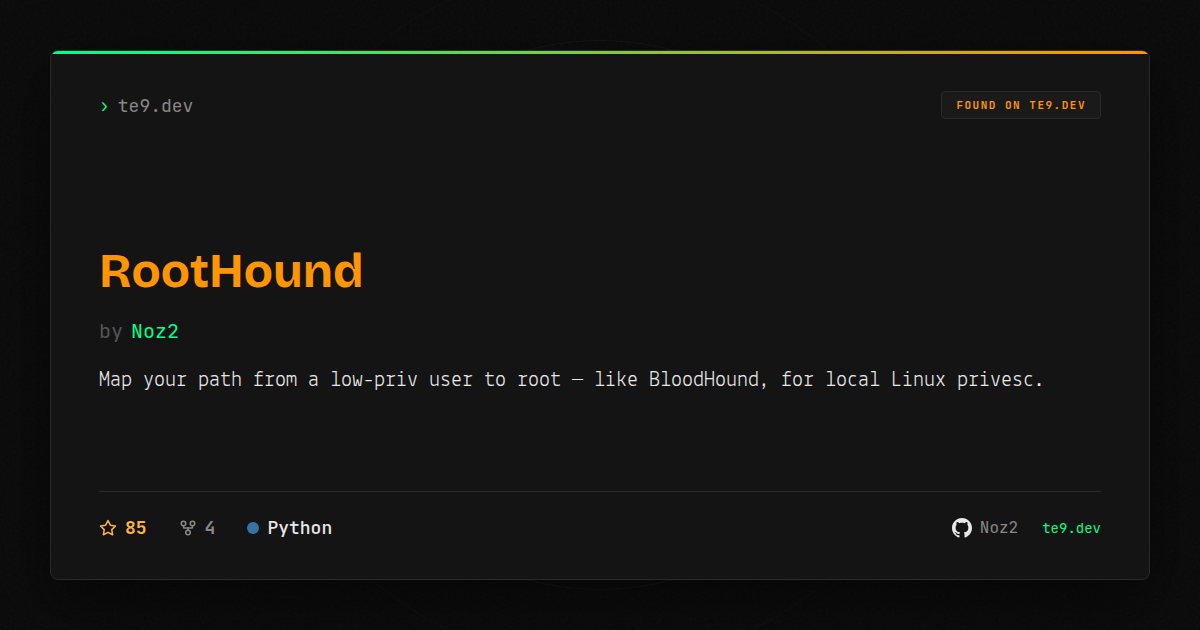 › te9.dev
FOUND ON TE9.DEV
RootHound
by Noz2
Map your path from a low-priv user to root — like BloodHound, for local Linux privesc.
85 4 Python
Noz2 te9.dev